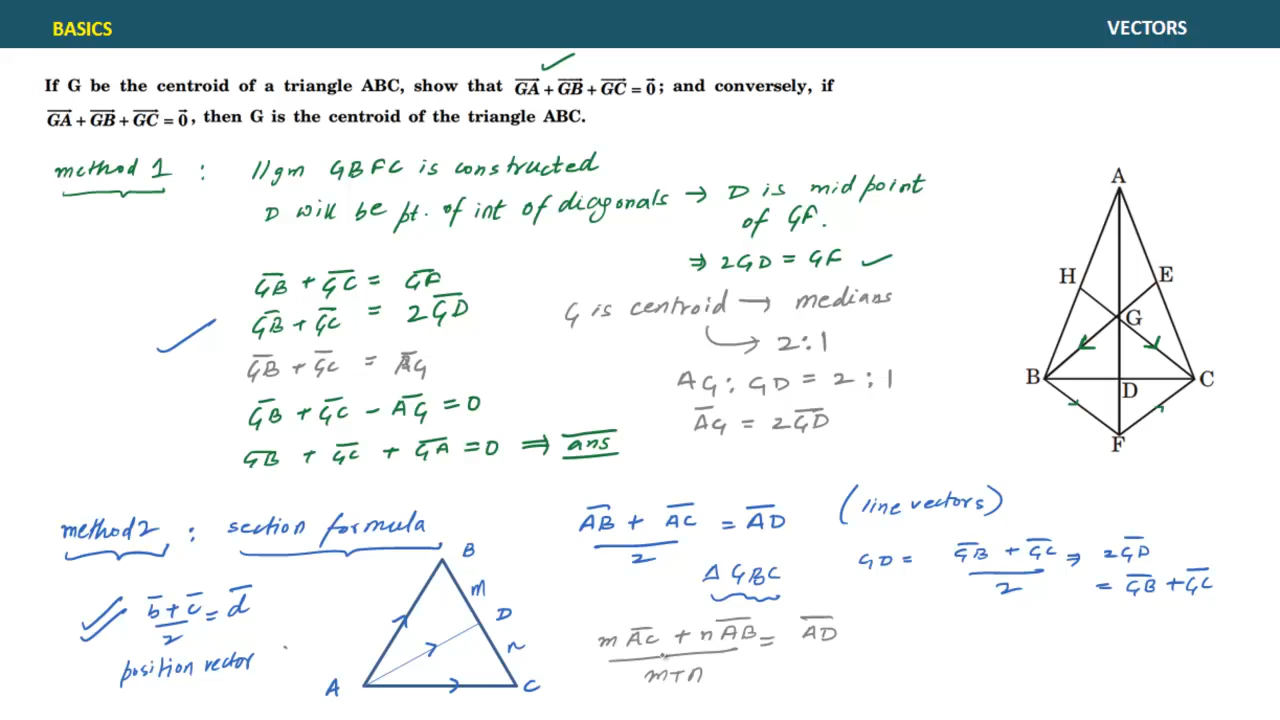 BASICS
VECTORS
If G be the centroid of a triangle ABC, show that GA + GB + GC = 0; and conversely, if
GA + GB + GC = 0, then G is the centroid of the triangle ABC.
method 1 : //gm GBFC is constructed
D will be pt. of int of diagonals → D is mid point
of GF.
⇒ 2GD = GF ✓
GB + GC = GF
GB + GC = 2GD
GB + GC = AG
GB + GC - AG = 0
GB + GC + GA = 0 ⇒ ans
G is centroid → medians
→ 2:1
AG : GD = 2 : 1
AG = 2GD
A
H
E
G
B
D
C
F
method 2 : section formula
b + c = d
2
position vector
B
m
D
n
A
C
AB + AC = AD
2
(line vectors)
Δ GBC
GD = GB + GC ⇒ 2GD
2
= GB + GC
m AC + n AB = AD
m+n